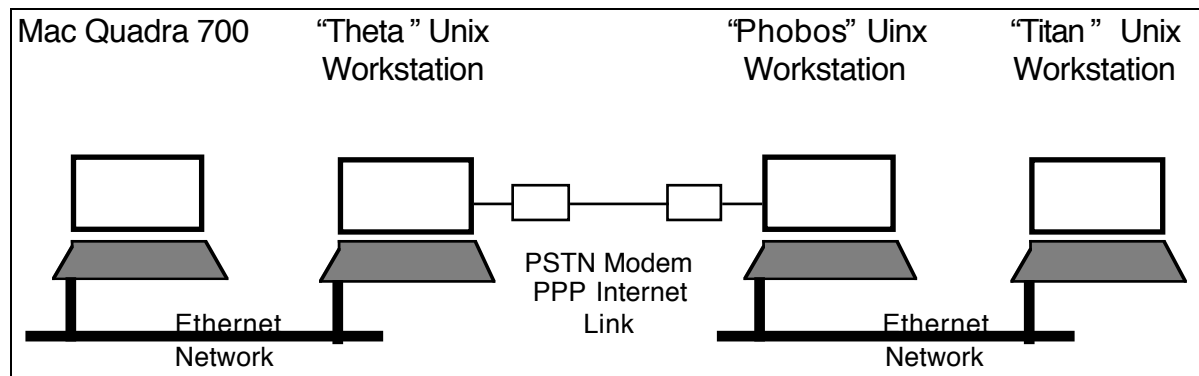 Mac Quadra 700
“Theta” Unix
Workstation
“Phobos” Uinx
Workstation
“Titan” Unix
Workstation
PSTN Modem
PPP Internet
Link
Ethernet
Network
Ethernet
Network